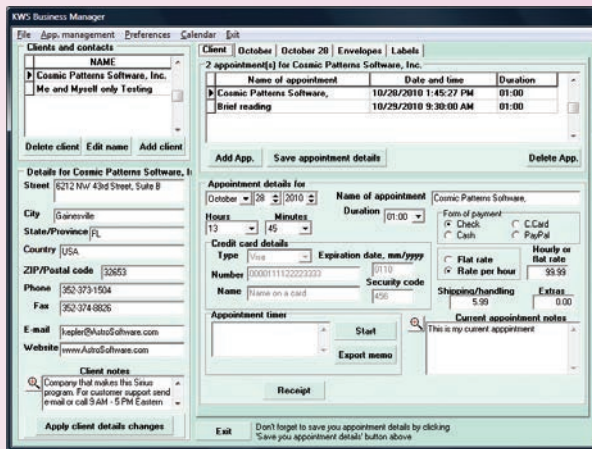 KWS Business Manager
File App. management Preferences Calendar Exit
Clients and contacts
NAME
Cosmic Patterns Software, Inc.
Me and Myself only Testing
Delete client Edit name Add client
Details for Cosmic Patterns Software, I
Street 6212 NW 43rd Street, Suite B
City Gainesville
State/Province FL
Country USA
ZIP/Postal code 32653
Phone 352-373-1504
Fax 352-374-8826
E-mail kepler@AstroSoftware.com
Website www.AstroSoftware.com
Client notes
Company that makes this Sirius
program. For customer support send
e-mail or call 9 AM - 5 PM Eastern
Apply client details changes
Client October October 28 Envelopes Labels
2 appointment(s) for Cosmic Patterns Software, Inc.
Name of appointment Date and time Duration
Cosmic Patterns Software, 10/28/2010 1:45:27 PM 01:00
Brief reading 10/29/2010 9:30:00 AM 01:00
Add App. Save appointment details Delete App.
Appointment details for
October 28 2010 Name of appointment Cosmic Patterns Software,
Hours Minutes Duration 01:00
13 45
Form of payment
Check C.Card
Cash PayPal
Credit card details
Type Visa Expiration date, mm/yyyy
0110
Number 0000111122223333
Security code
Name Name on a card 456
Flat rate
Rate per hour
Hourly or
flat rate
99.99
Shipping/handling Extras
5.99 0.00
Appointment timer
Start
Export memo
Current appointment notes
This is my current appointment
Receipt
Exit
Don't forget to save you appointment details by clicking
'Save you appointment details' button above